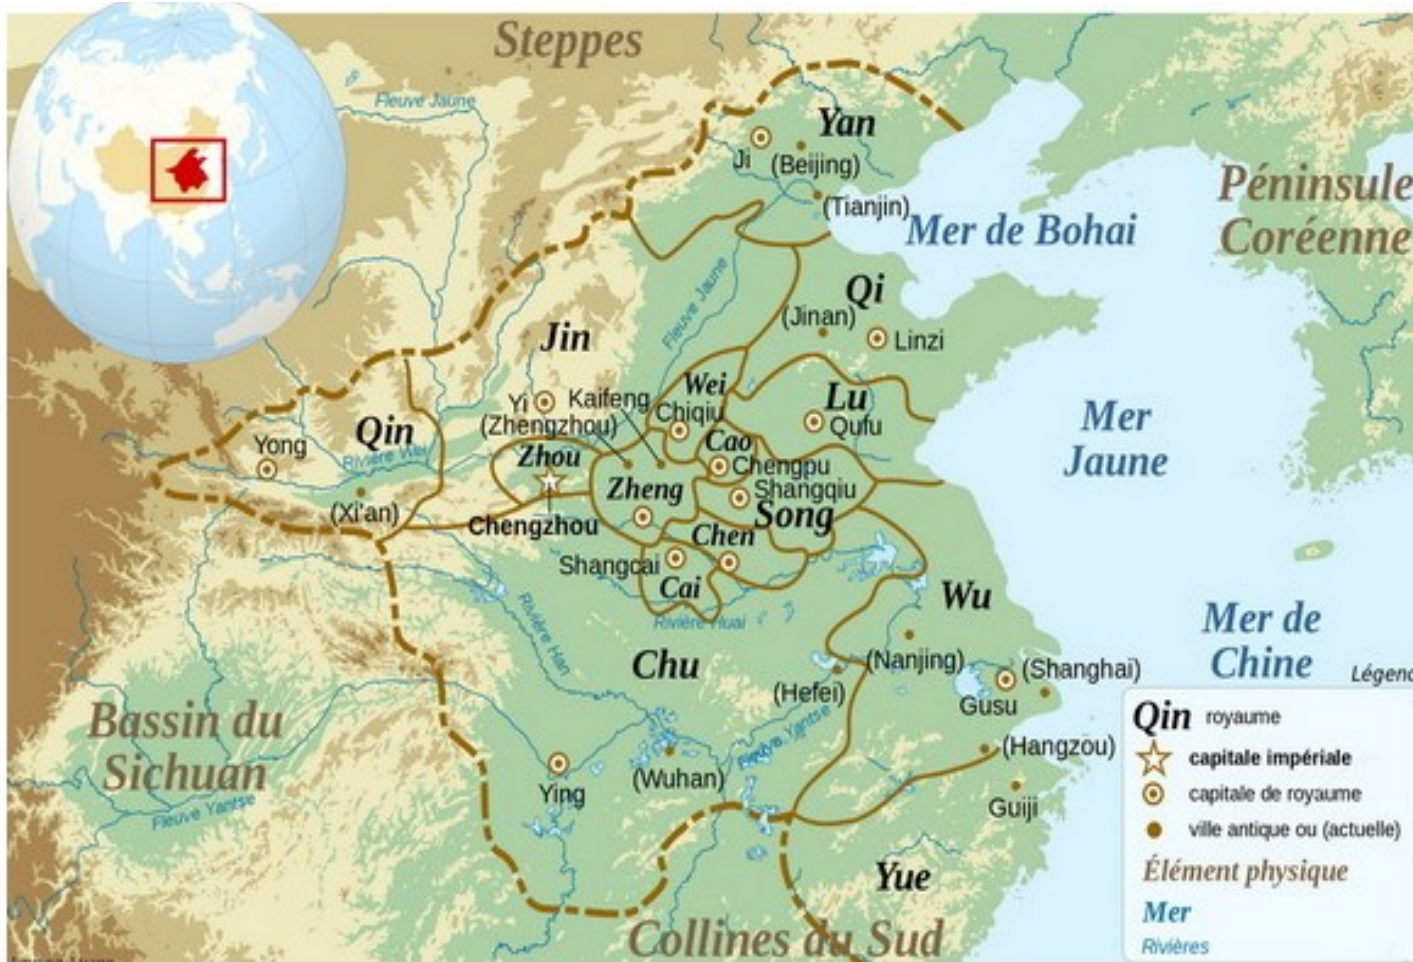 Steppes
Fleuve Jaune
Yan
Ji
(Beijing)
(Tianjin)
Péninsule
Coréenne
Mer de Bohai
Fleuve Jaune
Qi
(Jinan)
Linzi
Jin
Wei
Yi
Kaifeng
Chiqiu
(Zhengzhou)
Lu
Qufu
Mer
Jaune
Qin
Yong
Rivière Wei
Zhou
Cao
Chengpu
Zheng
Shangqiu
Song
(Xi'an)
Chengzhou
Chen
Shangcai
Cai
Wu
Rivière Huai
Rivière Han
Mer de
Chine
Chu
(Nanjing)
(Shanghai)
(Hefei)
Gusu
Bassin du
Sichuan
Fleuve Yantse
(Hangzou)
(Wuhan)
Ying
Guiji
Fleuve Yantse
Yue
Collines du Sud
Légend
Qin royaume
capitale impériale
capitale de royaume
ville antique ou (actuelle)
Élément physique
Mer
Rivières